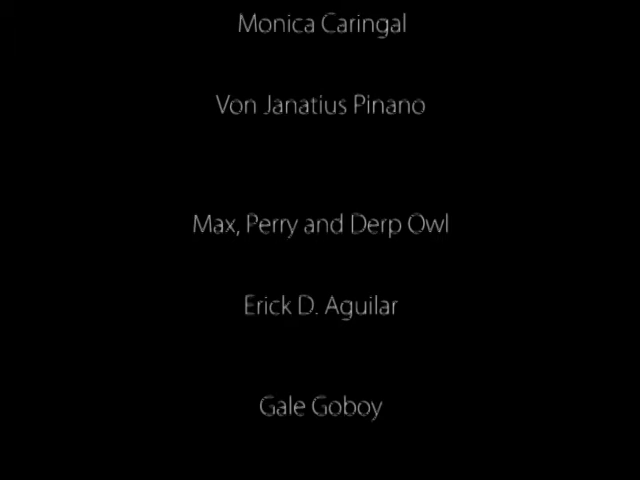 Monica Caringal
Von Janatius Pinano
Max, Perry and Derp Owl
Erick D. Aguilar
Gale Goboy